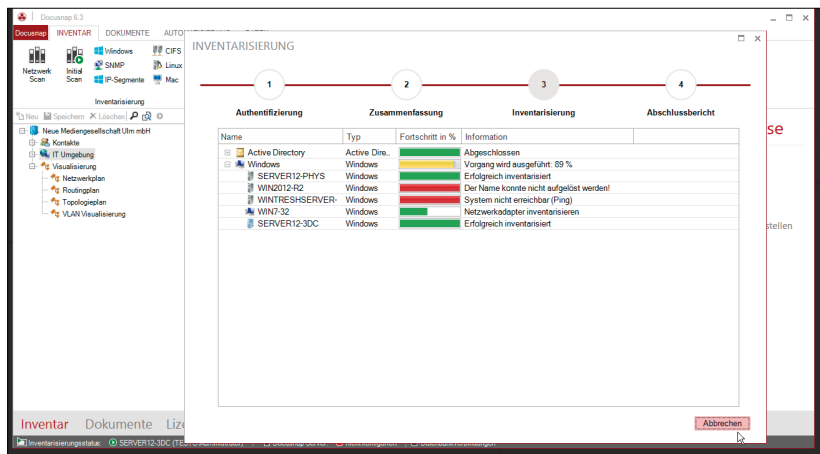 Docusnap 6.3
Docusnap INVENTAR DOKUMENTE
Windows CIFS
SNMP Linux
IP-Segmente Mac
Netzwerk Scan
Initial Scan
Inventarisierung
Neu Speichern Löschen
Neue Mediengesellschaft Ulm mbH
Kontakte
IT Umgebung
Visualisierung
Netzwerkplan
Routingplan
Topologieplan
VLAN Visualisierung
INVENTARISIERUNG
1 2 3 4
Authentifizierung Zusammenfassung Inventarisierung Abschlussbericht
Name Typ Fortschritt in % Information
Active Directory Active Dire.. Abgeschlossen
Windows Windows Vorgang wird ausgeführt: 89 %
SERVER12-PHYS Windows Erfolgreich inventarisiert
WIN2012-R2 Windows Der Name konnte nicht aufgelöst werden!
WINTRESHSERVER- Windows System nicht erreichbar (Ping)
WIN7-32 Windows Netzwerkadapter inventarisieren
SERVER12-3DC Windows Erfolgreich inventarisiert
se
stellen
Abbrechen
Inventar Dokumente Lize
Inventarisierungsstatus: SERVER12-3DC